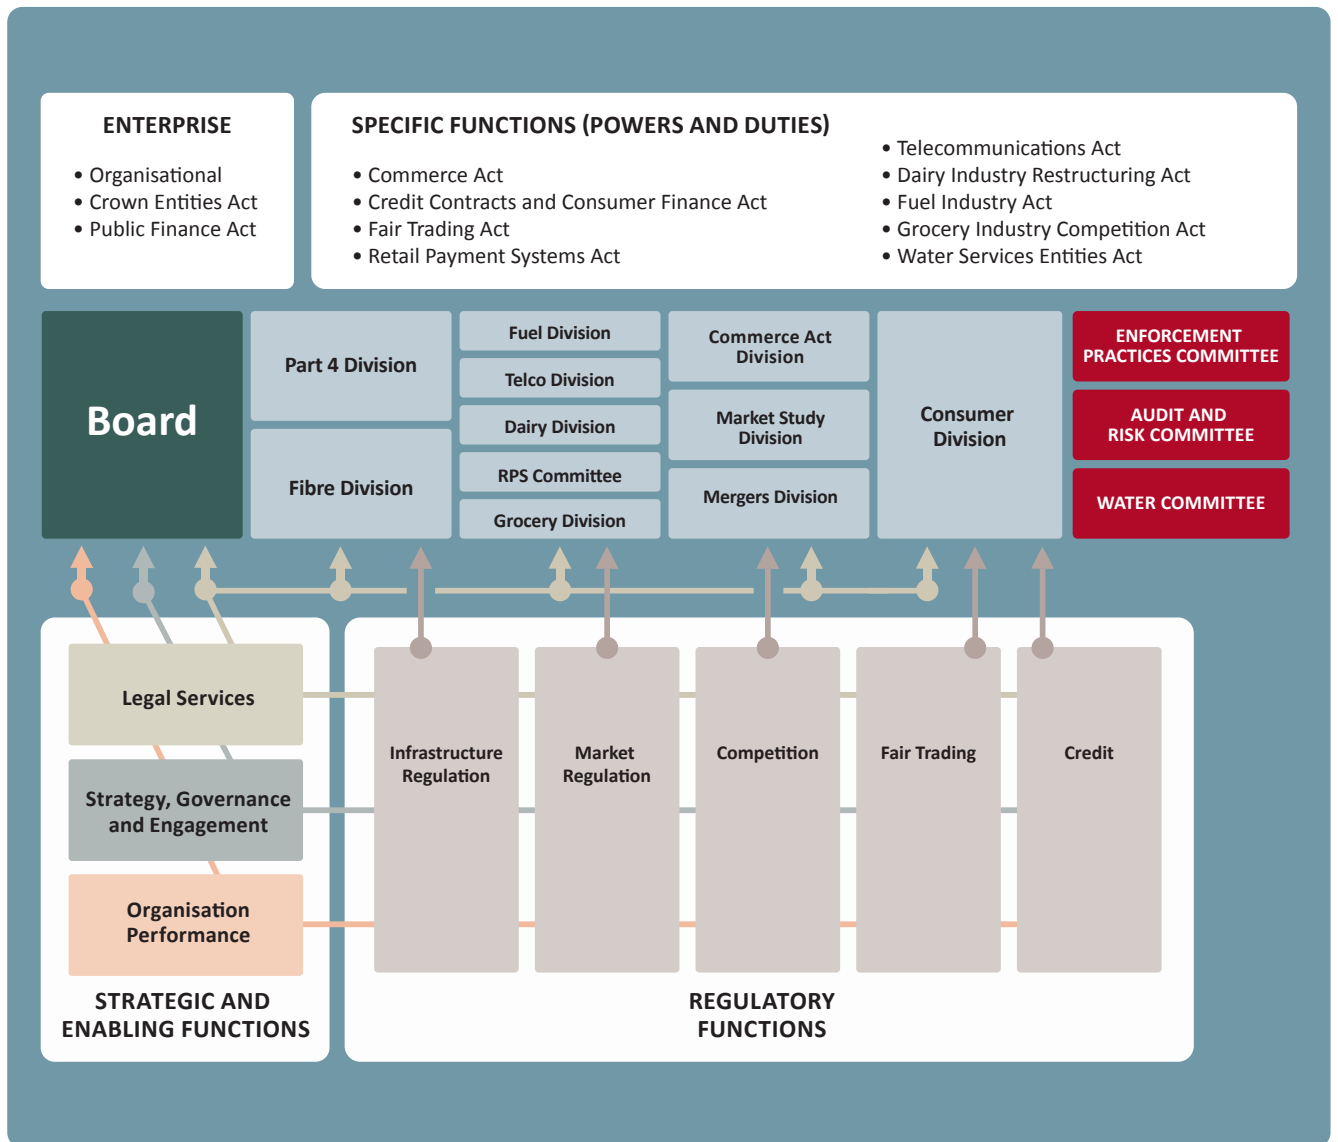 ENTERPRISE
• Organisational
• Crown Entities Act
• Public Finance Act
SPECIFIC FUNCTIONS (POWERS AND DUTIES)
• Commerce Act
• Credit Contracts and Consumer Finance Act
• Fair Trading Act
• Retail Payment Systems Act
• Telecommunications Act
• Dairy Industry Restructuring Act
• Fuel Industry Act
• Grocery Industry Competition Act
• Water Services Entities Act
Board
Part 4 Division
Fibre Division
Fuel Division
Telco Division
Dairy Division
RPS Committee
Grocery Division
Commerce Act
Division
Market Study
Division
Mergers Division
Consumer
Division
ENFORCEMENT
PRACTICES COMMITTEE
AUDIT AND
RISK COMMITTEE
WATER COMMITTEE
Legal Services
Strategy, Governance
and Engagement
Organisation
Performance
STRATEGIC AND
ENABLING FUNCTIONS
Infrastructure
Regulation
Market
Regulation
Competition
Fair Trading
Credit
REGULATORY
FUNCTIONS